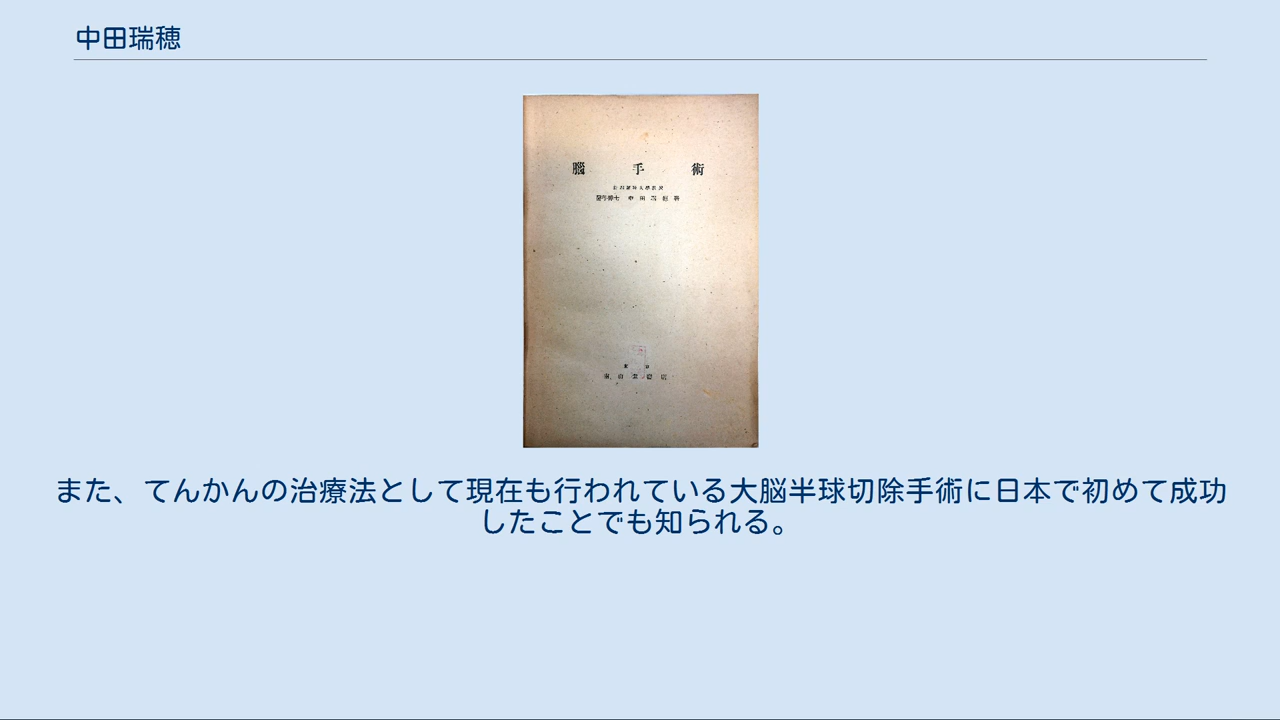 中田瑞穂
腦手術
また、てんかんの治療法として現在も行われている大脳半球切除手術に日本で初めて成功
したことでも知られる。